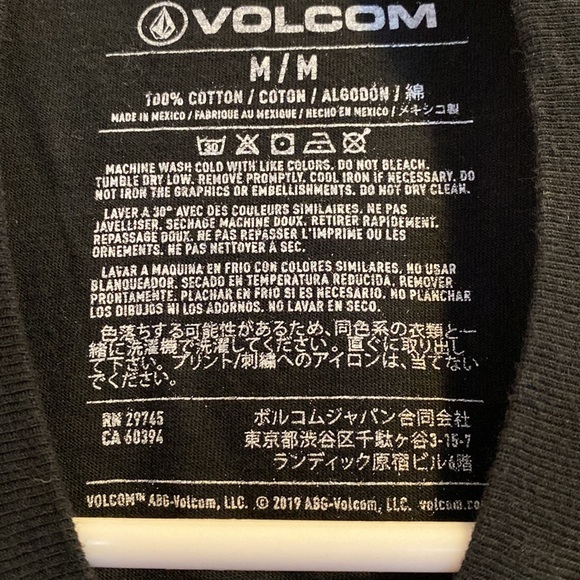 VOLCOM
M/M
100% COTTON / COTON / ALGODÓN / 綿
MADE IN MEXICO / FABRIQUE AU MEXIQUE / HECHO EN MEXICO / メキシコ製
30
MACHINE WASH COLD WITH LIKE COLORS. DO NOT BLEACH.
TUMBLE DRY LOW. REMOVE PROMPTLY. COOL IRON IF NECESSARY. DO
NOT IRON THE GRAPHICS OR EMBELLISHMENTS. DO NOT DRY CLEAN.
LAVER A 30° AVEC DES COULEURS SIMILAIRES. NE PAS
JAVELLISER. SECHAGE MACHINE DOUX. RETIRER RAPIDEMENT.
REPASSAGE DOUX. NE PAS REPASSER L'IMPRIME OU LES
ORNEMENTS. NE PAS NETTOYER À SEC.
LAVAR A MAQUINA EN FRIO CON COLORES SIMILARES, NO USAR
BLANQUEADOR. SECADO EN TEMPERATURA REDUCIDA, REMOVER
PRONTAMENTE. PLACHAR EN FRIO SI ES NECESARIO. NO PLANCHAR
LOS DIBUJOS NI LOS ADORNOS. NO LAVAR EN SECO.
色落ちする可能性があるため、同色系の衣類と一
緒に洗濯機で洗濯してください。直ぐに取り出し
て下さい。プリント/刺繍へのアイロンは、当てない
でください。
RN 29745
CA 60394
ボルコムジャパン合同会社
東京都渋谷区千駄ヶ谷3-15-7
ランディック原宿ビル4階
VOLCOM™ ABG-Volcom, LLC. © 2019 ABG-Volcom, LLC. volcom.co